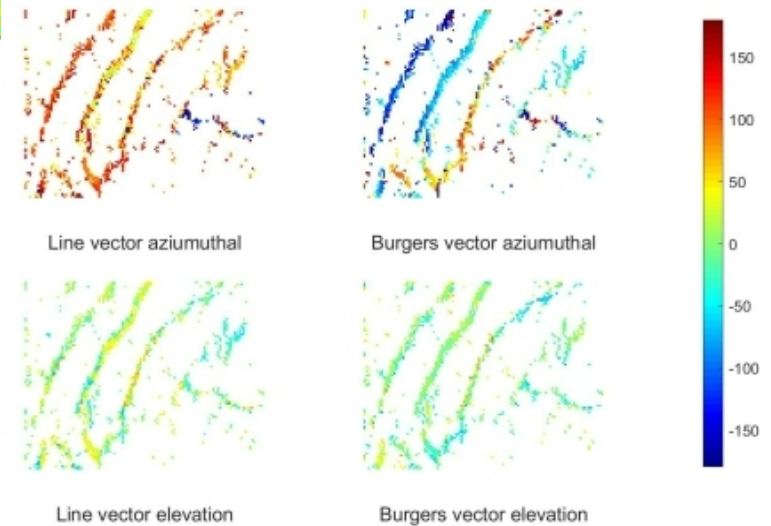 Line vector aziumuthal
Burgers vector aziumuthal
Line vector elevation
Burgers vector elevation
150
100
50
0
-50
-100
-150